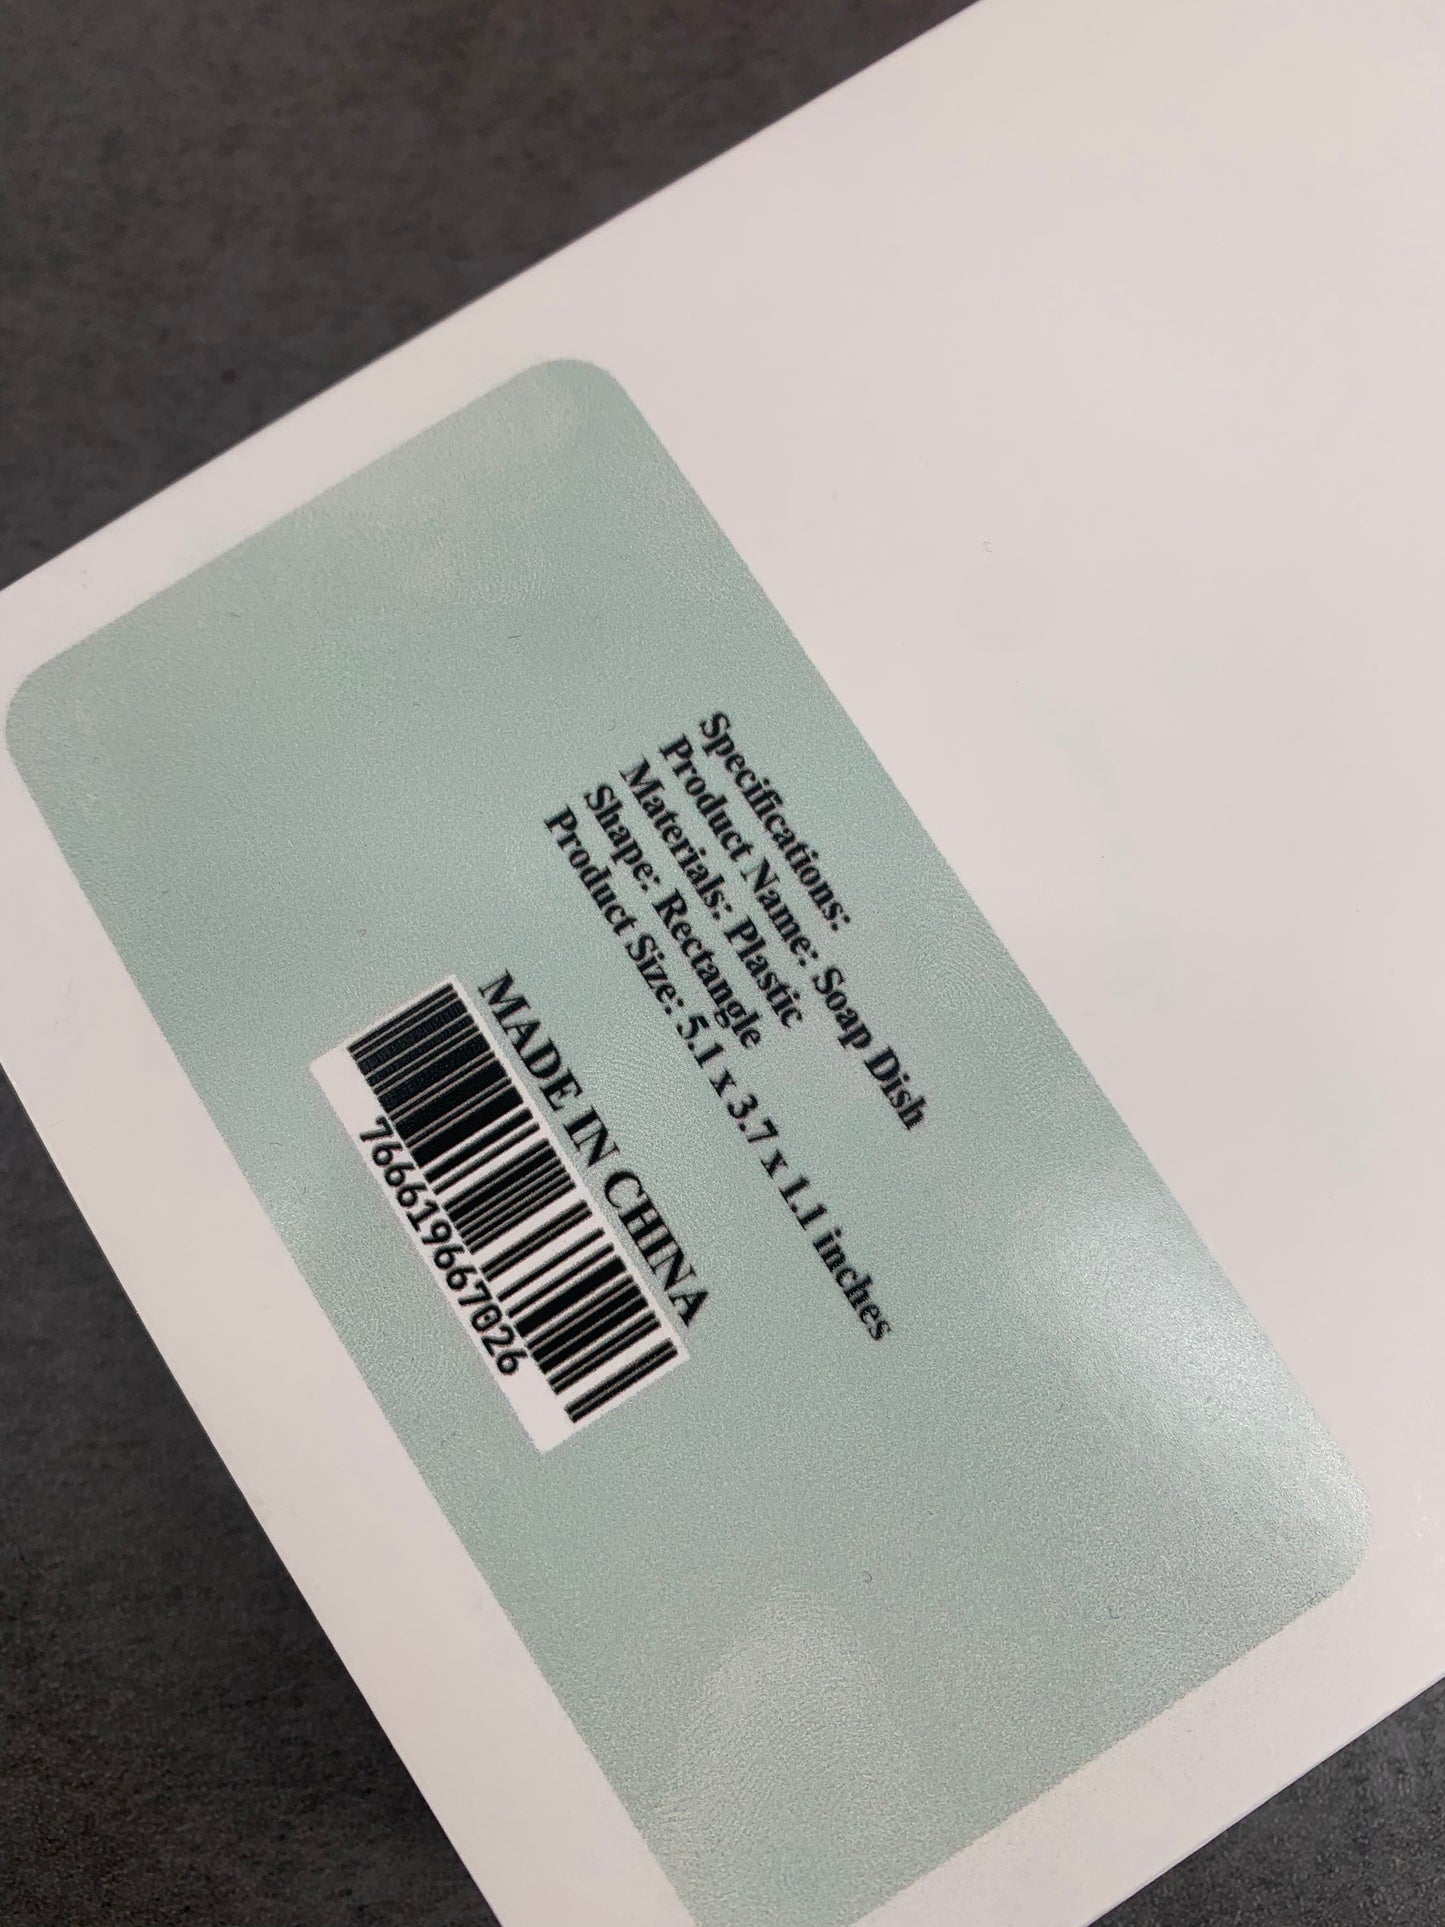 Specifications:
Product Name: Soap Dish
Materials: Plastic
Shape: Rectangle
Product Size: 5.1 x 3.7 x 1.1 inches
MADE IN CHINA
766619667026